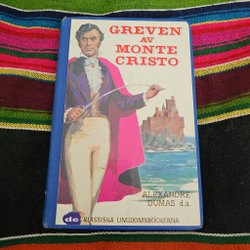 GREVEN
AV
MONTE
CRISTO
ALEXANDRE
DUMAS d.ä.
de KLASSISKA UNGDOMSBÖCKERNA